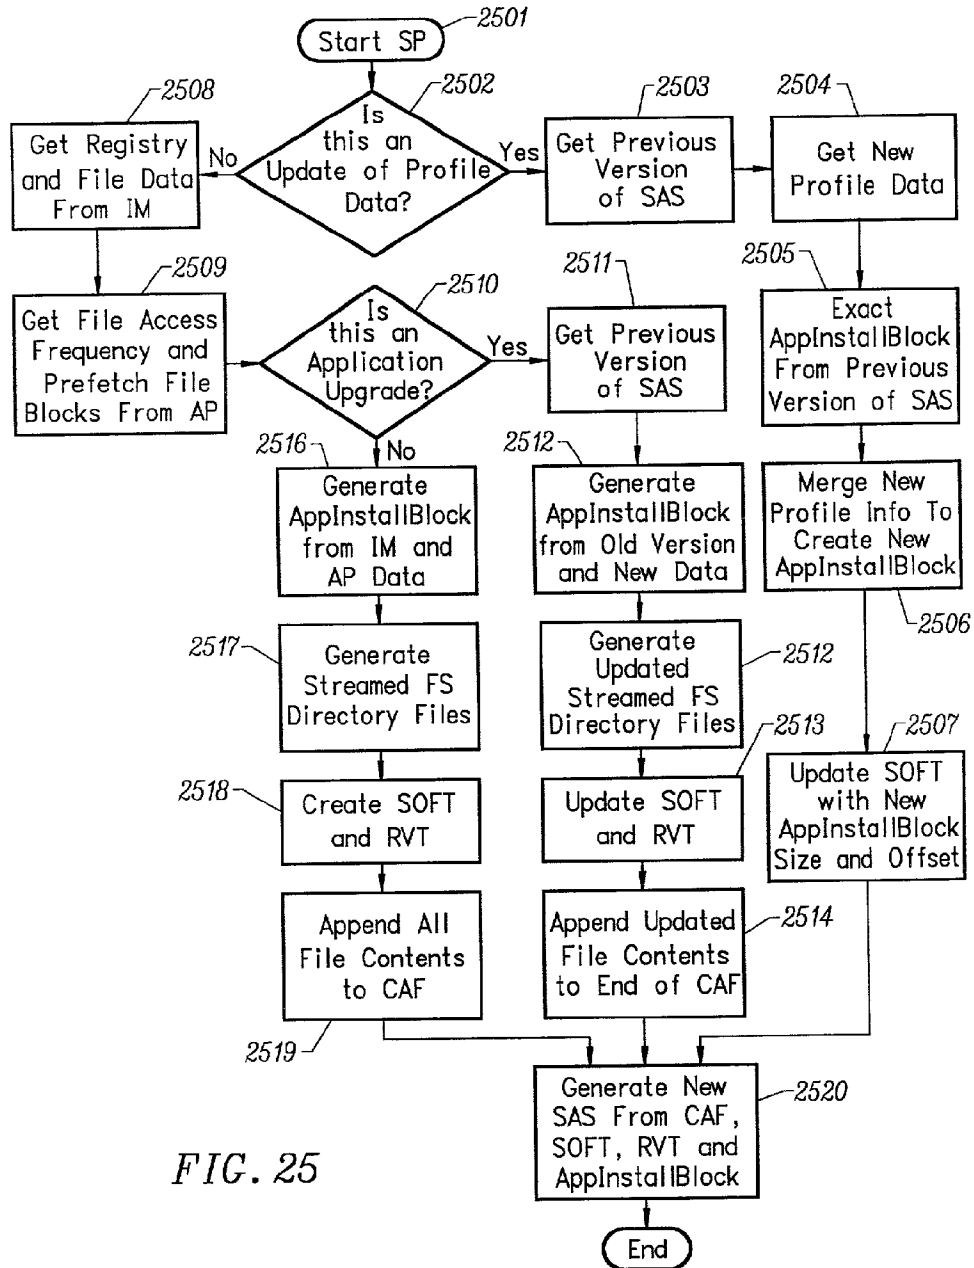 2501
Start SP
2508
2502
2503
2504
Is
this an
Update of Profile
Data?
No
Yes
Get Registry
and File Data
From IM
Get Previous
Version
of SAS
Get New
Profile Data
2509
2510
2511
2505
Get File Access
Frequency and
Prefetch File
Blocks From AP
Is
this an
Application
Upgrade?
Yes
No
Get Previous
Version
of SAS
Exact
AppInstallBlock
From Previous
Version of SAS
2516
2512
Generate
AppInstallBlock
from IM and
AP Data
Generate
AppInstallBlock
from Old Version
and New Data
Merge New
Profile Info To
Create New
AppInstallBlock
2506
2517
2512
Generate
Streamed FS
Directory Files
Generate
Updated
Streamed FS
Directory Files
2518
2513
2507
Create SOFT
and RVT
Update SOFT
and RVT
Update SOFT
with New
AppInstallBlock
Size and Offset
Append All
File Contents
to CAF
2519
Append Updated
File Contents
to End of CAF
2514
Generate New
SAS From CAF,
SOFT, RVT and
AppInstallBlock
2520
FIG. 25
End